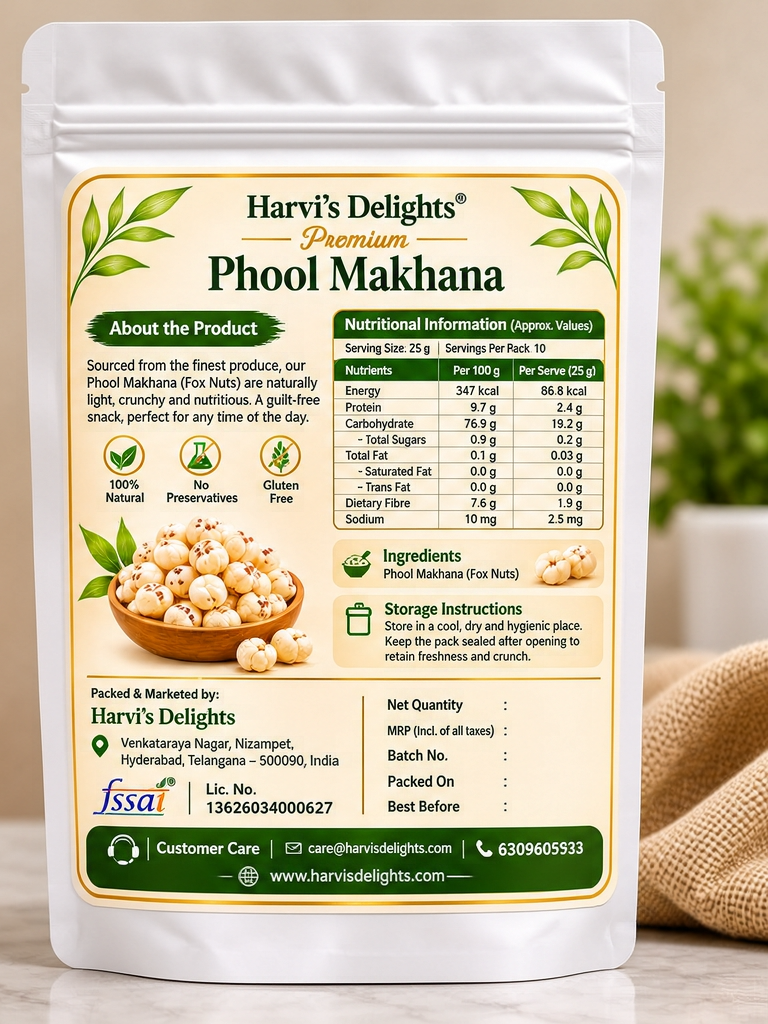 Harvi's Delights®
Premium
Phool Makhana
About the Product
Sourced from the finest produce, our
Phool Makhana (Fox Nuts) are naturally
light, crunchy and nutritious. A guilt-free
snack, perfect for any time of the day.
100%
Natural
No
Preservatives
Gluten
Free
Nutritional Information (Approx. Values)
Serving Size: 25 g | Servings Per Pack 10
Nutrients Per 100 g Per Serve (25 g)
Energy 347 kcal 86.8 kcal
Protein 9.7 g 2.4 g
Carbohydrate 76.9 g 19.2 g
- Total Sugars 0.9 g 0.2 g
Total Fat 0.1 g 0.03 g
- Saturated Fat 0.0 g 0.0 g
- Trans Fat 0.0 g 0.0 g
Dietary Fibre 7.6 g 1.9 g
Sodium 10 mg 2.5 mg
Ingredients
Phool Makhana (Fox Nuts)
Storage Instructions
Store in a cool, dry and hygienic place.
Keep the pack sealed after opening to
retain freshness and crunch.
Packed & Marketed by:
Harvi's Delights
Venkataraya Nagar, Nizampet,
Hyderabad, Telangana – 500090, India
fssai®
Lic. No.
13626034000627
Net Quantity :
MRP (Incl. of all taxes) :
Batch No. :
Packed On :
Best Before :
Customer Care | care@harvisdelights.com | 6309605933
www.harvisdelights.com